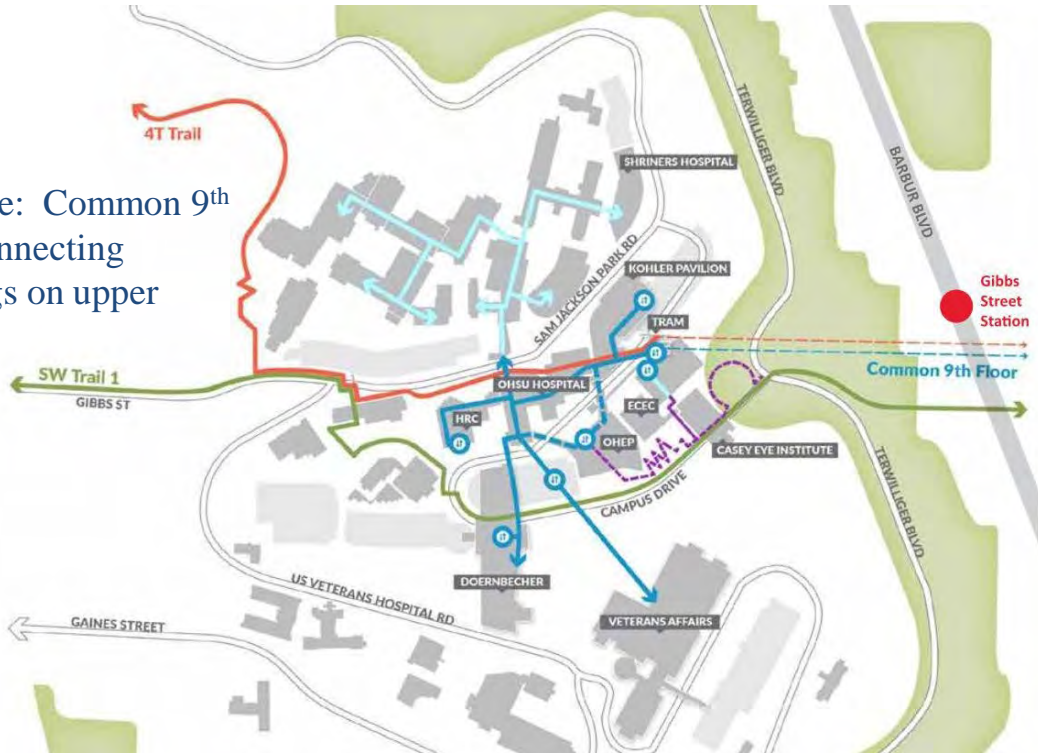 4T Trail
e: Common 9th
nnecting
gs on upper
SHRINERS HOSPITAL
TERWILLIGER BLVD
BARBUR BLVD
SAM JACKSON PARK RD
KOHLER PAVILION
TRAM
Gibbs
Street
Station
Common 9th Floor
SW Trail 1
GIBBS ST
OHSU HOSPITAL
HRC
ECEC
OHEP
CASEY EYE INSTITUTE
CAMPUS DRIVE
TERWILLIGER BLVD
DOERNBECHER
US VETERANS HOSPITAL RD
VETERANS AFFAIRS
GAINES STREET